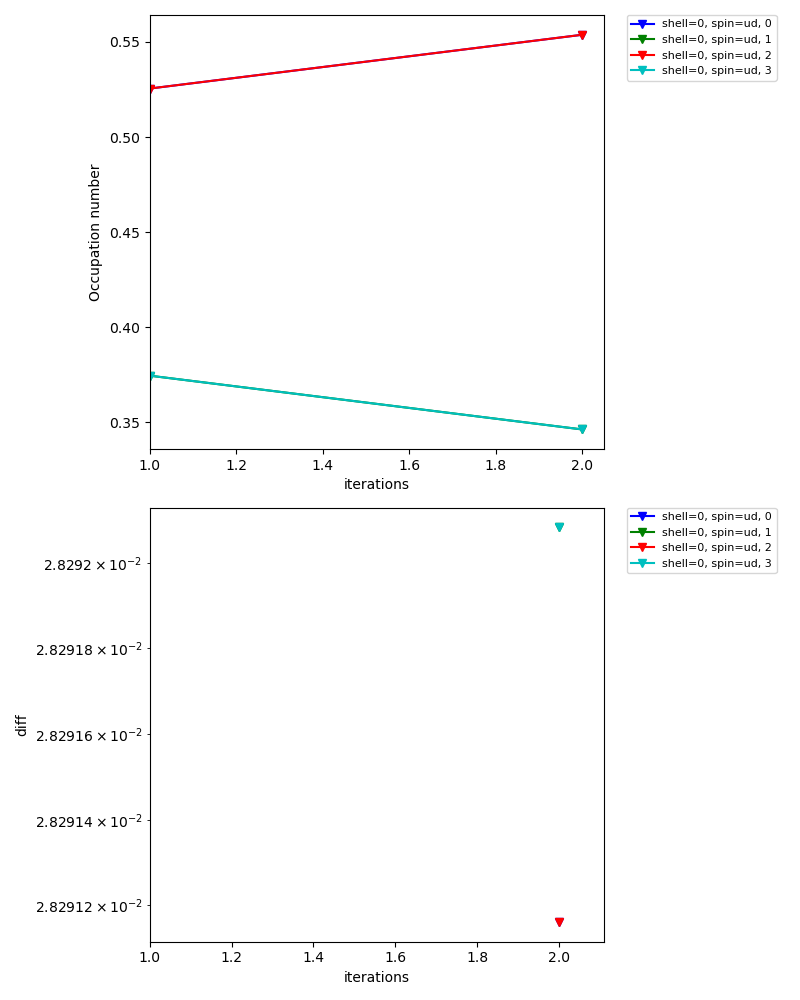 0.55
0.50
0.45
0.40
0.35
Occupation number
1.0 1.2 1.4 1.6 1.8 2.0
iterations
shell=0, spin=ud, 0
shell=0, spin=ud, 1
shell=0, spin=ud, 2
shell=0, spin=ud, 3
2.8292 × 10⁻²
2.82918 × 10⁻²
2.82916 × 10⁻²
2.82914 × 10⁻²
2.82912 × 10⁻²
diff
1.0 1.2 1.4 1.6 1.8 2.0
iterations
shell=0, spin=ud, 0
shell=0, spin=ud, 1
shell=0, spin=ud, 2
shell=0, spin=ud, 3